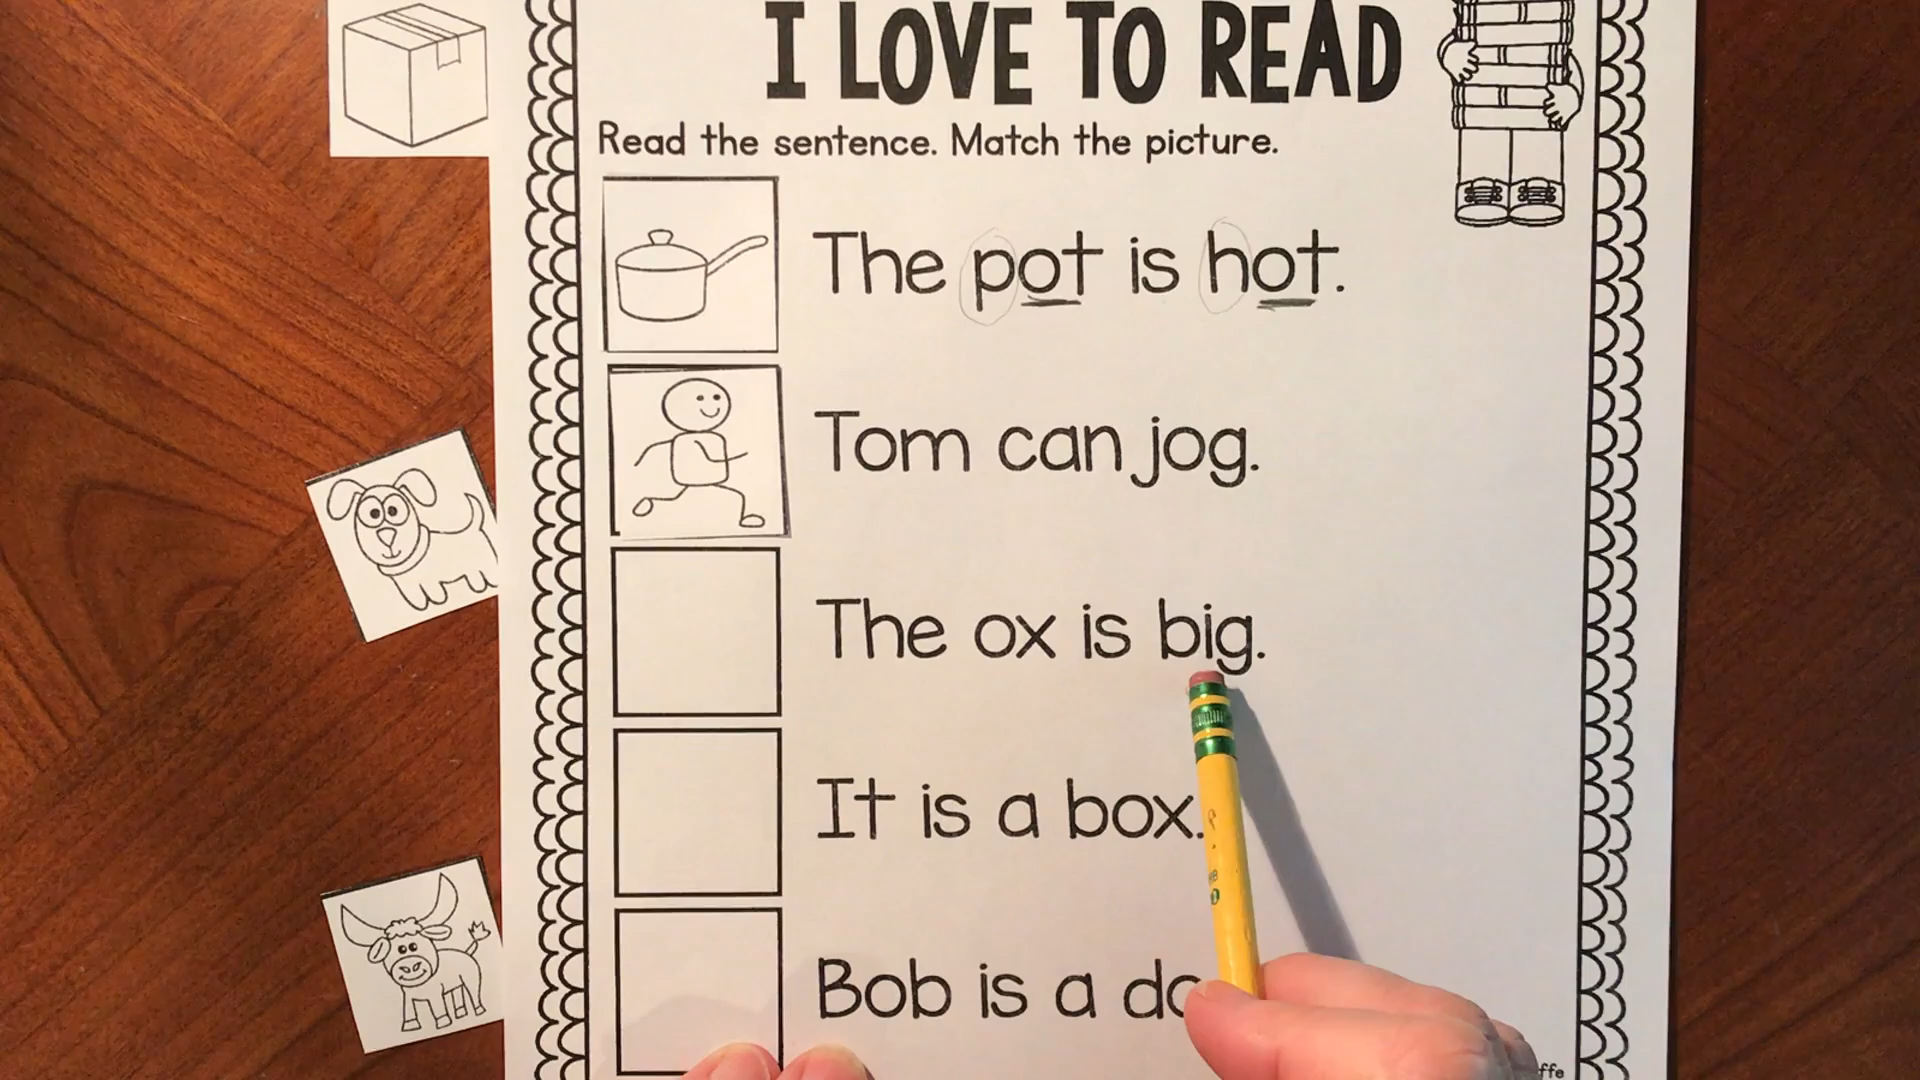 I LOVE TO READ
Read the sentence. Match the picture.
The pot is hot.
Tom can jog.
The ox is big.
It is a box.
Bob is a